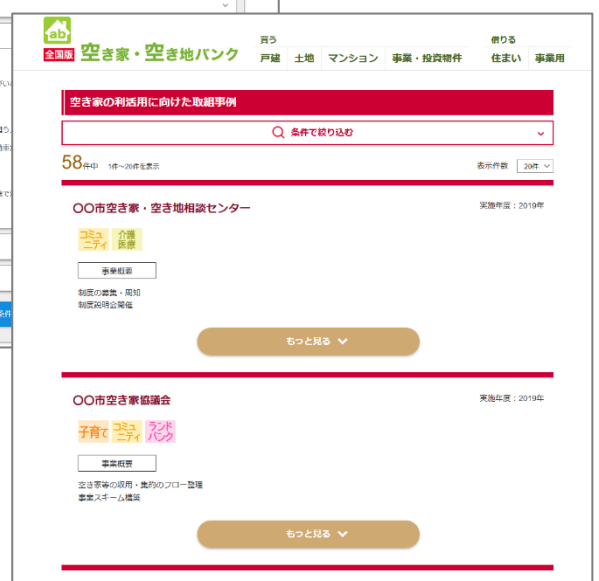 ab
全国版 空き家・空き地バンク
買う
戸建 土地 マンション 事業・投資物件
借りる
住まい 事業用
空き家の利活用に向けた取組事例
条件で絞り込む
58件中 1件~20件を表示
表示件数 20件
〇〇市空き家・空き地相談センター
実施年度：2019年
コミュニティ 介護医療
事業概要
制度の募集・周知
制度説明会開催
もっと見る
〇〇市空き家協議会
実施年度：2019年
子育て コミュニティ ランドバンク
事業概要
空き家等の収用・集約のフロー整理
事業スキーム構築
もっと見る